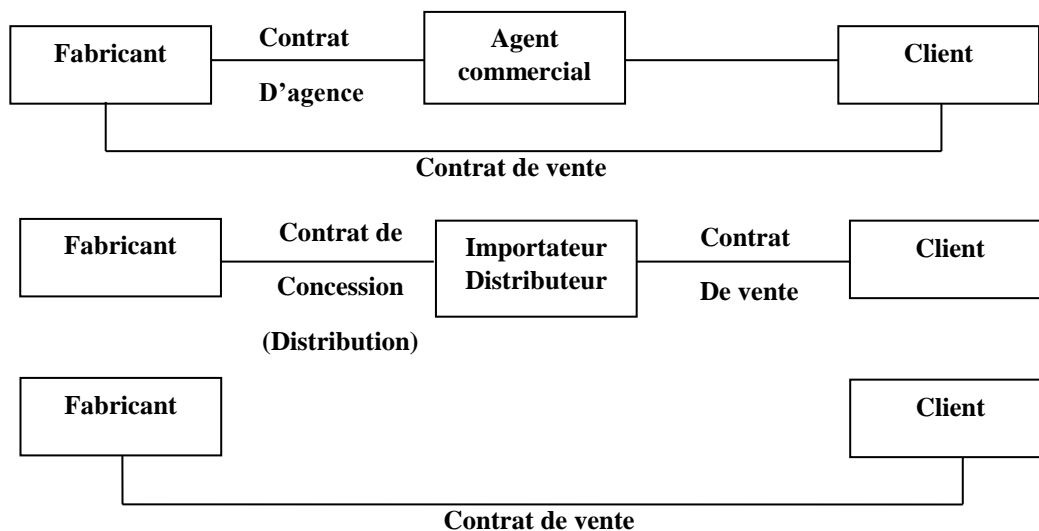 Fabricant
Contrat
D’agence
Agent
commercial
Client
Contrat de vente
Fabricant
Contrat de
Concession
(Distribution)
Importateur
Distributeur
Contrat
De vente
Client
Fabricant
Client
Contrat de vente